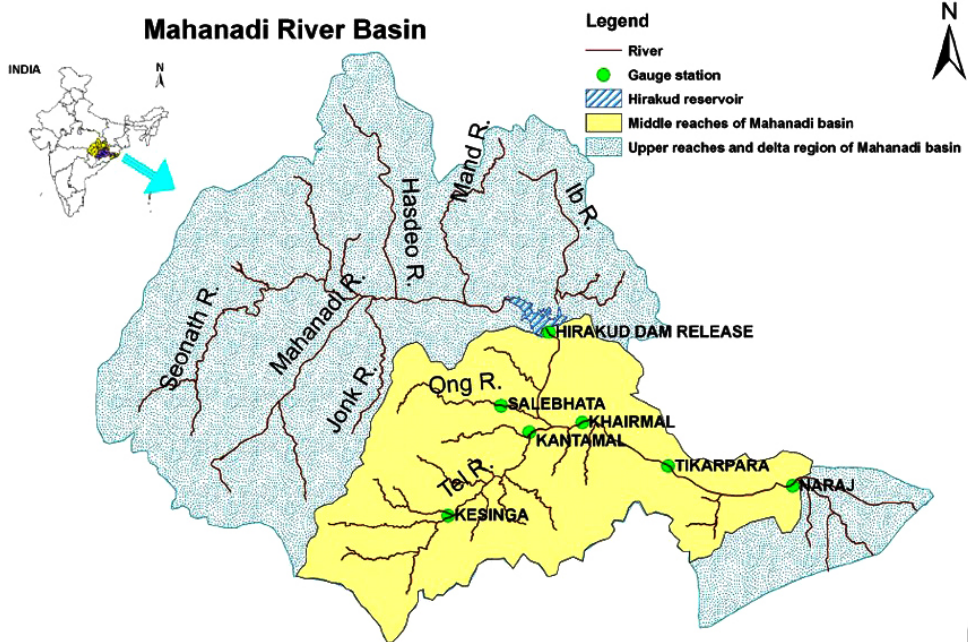 Mahanadi River Basin
INDIA
N
N
Legend
River
Gauge station
Hirakud reservoir
Middle reaches of Mahanadi basin
Upper reaches and delta region of Mahanadi basin
Hasdeo R.
Mand R.
Ib R.
Seonath R.
Mahanadi R.
Jonk R.
HIRAKUD DAM RELEASE
Ong R.
SALEBHATA
KHAIRMAL
KANTAMAL
Tel R.
TIKARPARA
NARAJ
KESINGA